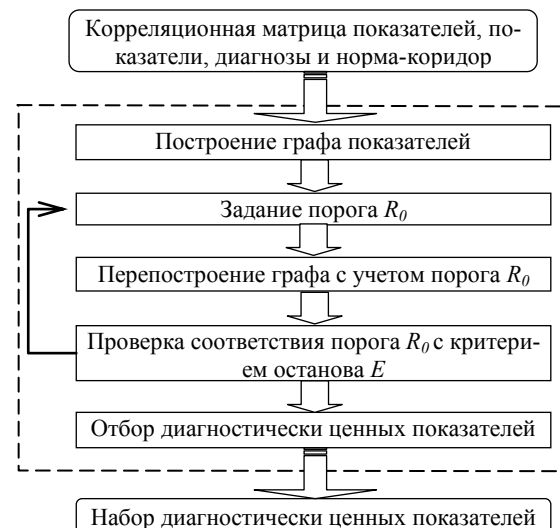 Корреляционная матрица показателей, по-
казатели, диагнозы и норма-коридор
Построение графа показателей
Задание порога R0
Перепостроение графа с учетом порога R0
Проверка соответствия порога R0 с критери-
ем останова E
Отбор диагностически ценных показателей
Набор диагностически ценных показателей